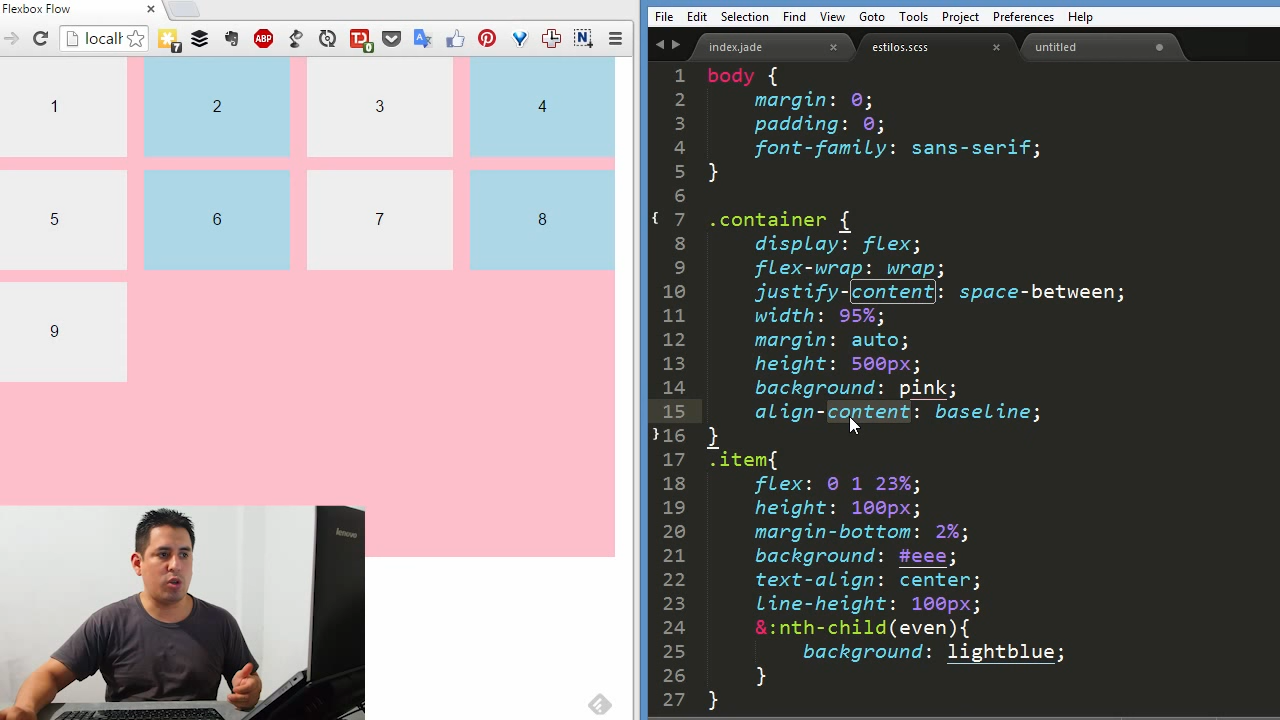 Flexbox Flow
localh
7
ABP
TD
0
N
File Edit Selection Find View Goto Tools Project Preferences Help
index.jade estilos.scss untitled
1
2
3
4
5
6
7
8
9
lenovo
1 body {
2 margin: 0;
3 padding: 0;
4 font-family: sans-serif;
5 }
6
7 .container {
8 display: flex;
9 flex-wrap: wrap;
10 justify-content: space-between;
11 width: 95%;
12 margin: auto;
13 height: 500px;
14 background: pink;
15 align-content: baseline;
16 }
17 .item{
18 flex: 0 1 23%;
19 height: 100px;
20 margin-bottom: 2%;
21 background: #eee;
22 text-align: center;
23 line-height: 100px;
24 &:nth-child(even){
25 background: lightblue;
26 }
27 }